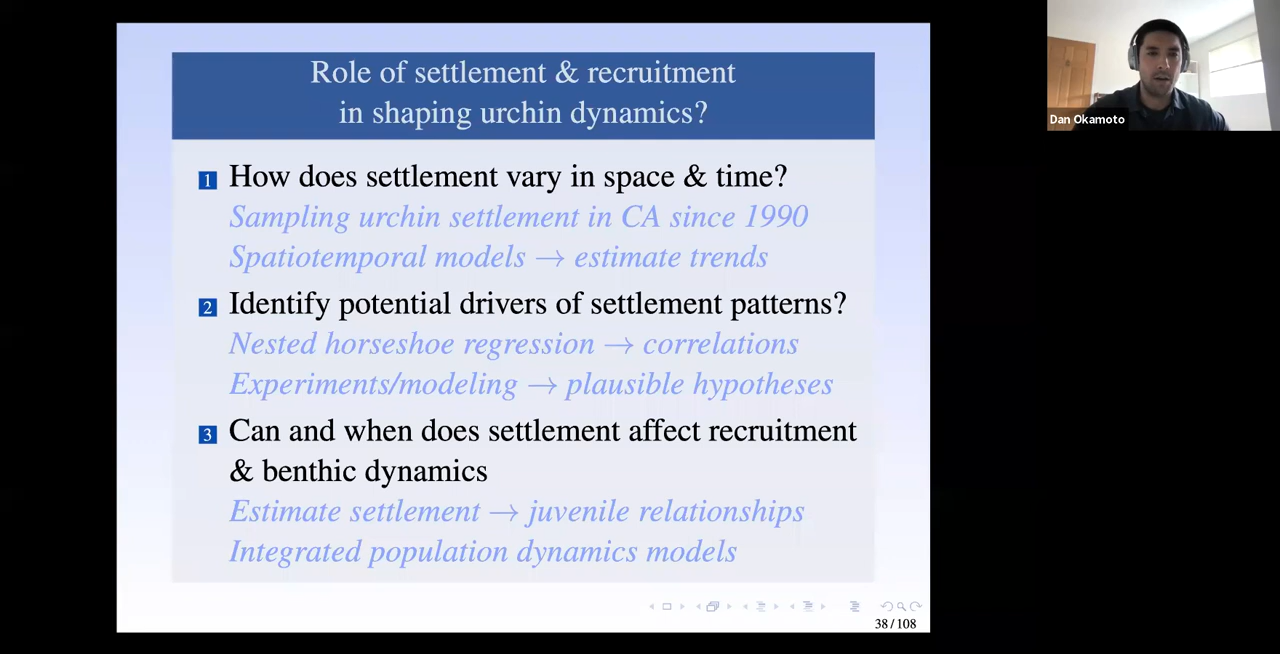 Role of settlement & recruitment
in shaping urchin dynamics?
1 How does settlement vary in space & time?
Sampling urchin settlement in CA since 1990
Spatiotemporal models → estimate trends
2 Identify potential drivers of settlement patterns?
Nested horseshoe regression → correlations
Experiments/modeling → plausible hypotheses
3 Can and when does settlement affect recruitment
& benthic dynamics
Estimate settlement → juvenile relationships
Integrated population dynamics models
38 / 108
Dan Okamoto